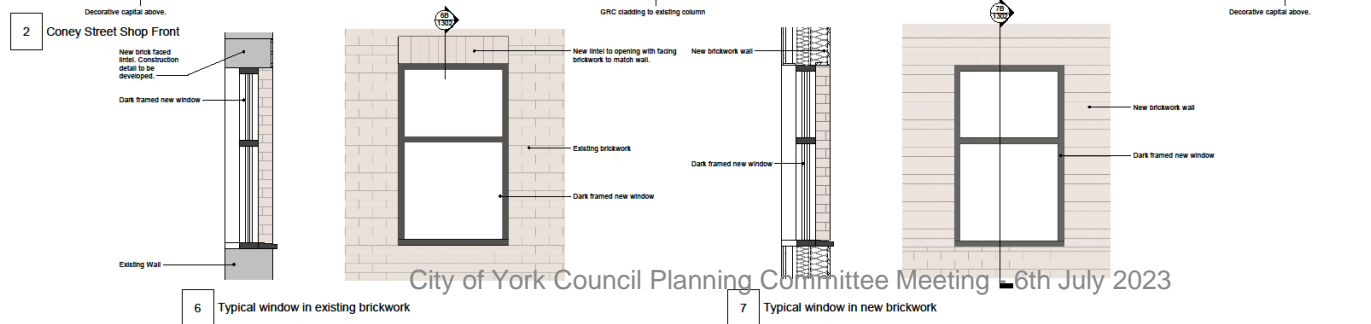 Decorative capital above.
GRC cladding to existing column
Decorative capital above.
2 Coney Street Shop Front
New brick faced
lintel. Construction
detail to be
developed.
Dark framed new window
Existing Wall
6B
1302
New lintel to opening with facing
brickwork to match wall.
Existing brickwork
Dark framed new window
6 Typical window in existing brickwork
New brickwork wall
Dark framed new window
7B
1302
New brickwork wall
Dark framed new window
7 Typical window in new brickwork
City of York Council Planning Committee Meeting - 6th July 2023